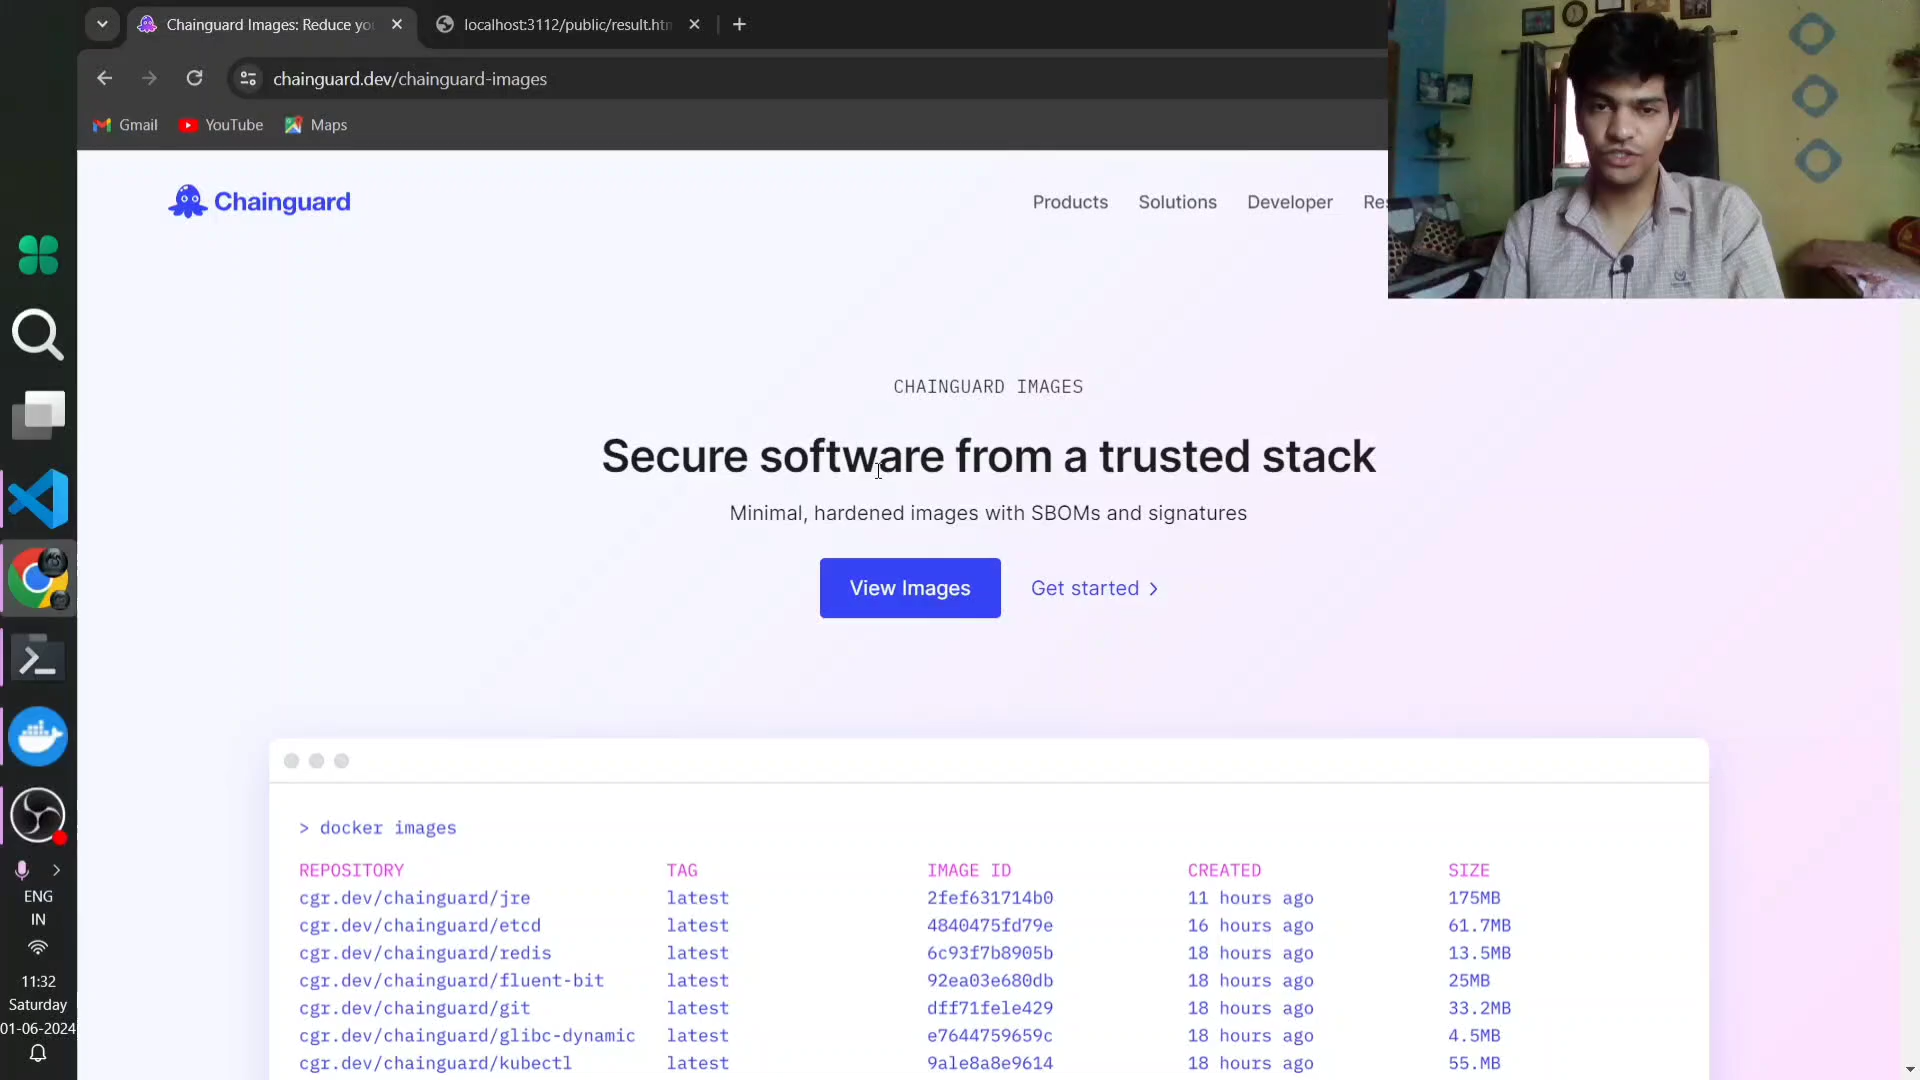 Chainguard Images: Reduce yo
localhost:3112/public/result.htm
chainguard.dev/chainguard-images
Gmail
YouTube
Maps
Chainguard
Products
Solutions
Developer
Res
CHAINGUARD IMAGES
Secure software from a trusted stack
Minimal, hardened images with SBOMs and signatures
View Images
Get started
> docker images
REPOSITORY TAG IMAGE ID CREATED SIZE
cgr.dev/chainguard/jre latest 2fef631714b0 11 hours ago 175MB
cgr.dev/chainguard/etcd latest 4840475fd79e 16 hours ago 61.7MB
cgr.dev/chainguard/redis latest 6c93f7b8905b 18 hours ago 13.5MB
cgr.dev/chainguard/fluent-bit latest 92ea03e680db 18 hours ago 25MB
cgr.dev/chainguard/git latest dff71fele429 18 hours ago 33.2MB
cgr.dev/chainguard/glibc-dynamic latest e7644759659c 18 hours ago 4.5MB
cgr.dev/chainguard/kubectl latest 9ale8a8e9614 18 hours ago 55.MB
ENG
IN
11:32
Saturday
01-06-2024